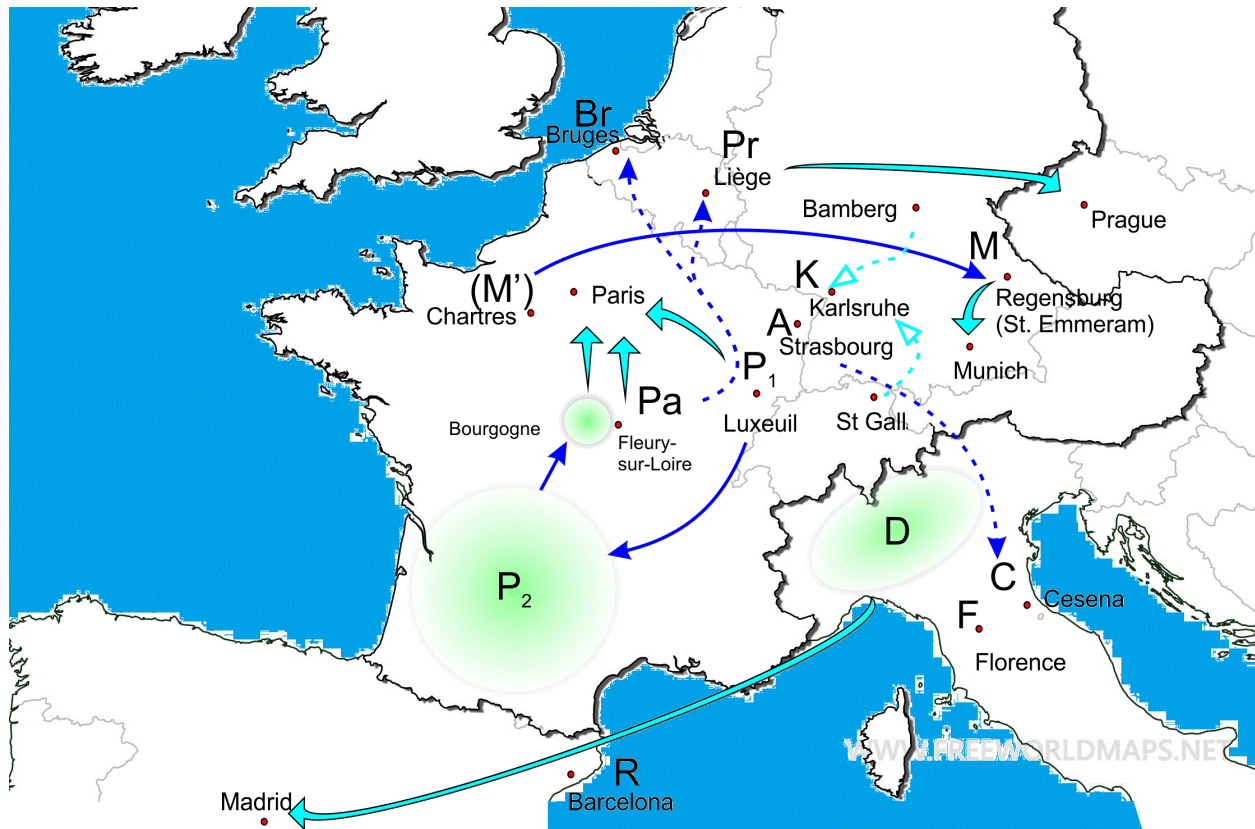 Br
Bruges
Pr
Liège
Bamberg
Prague
M
(M')
K
Paris
Karlsruhe
Regensburg
(St. Emmeram)
Chartres
A
Strasbourg
Munich
P1
Pa
Luxeuil
St Gall
Bourgogne
Fleury-
sur-Loire
D
P2
C
Cesena
F
Florence
WWW.FREEWORLDMAPS.NET
R
Madrid
Barcelona